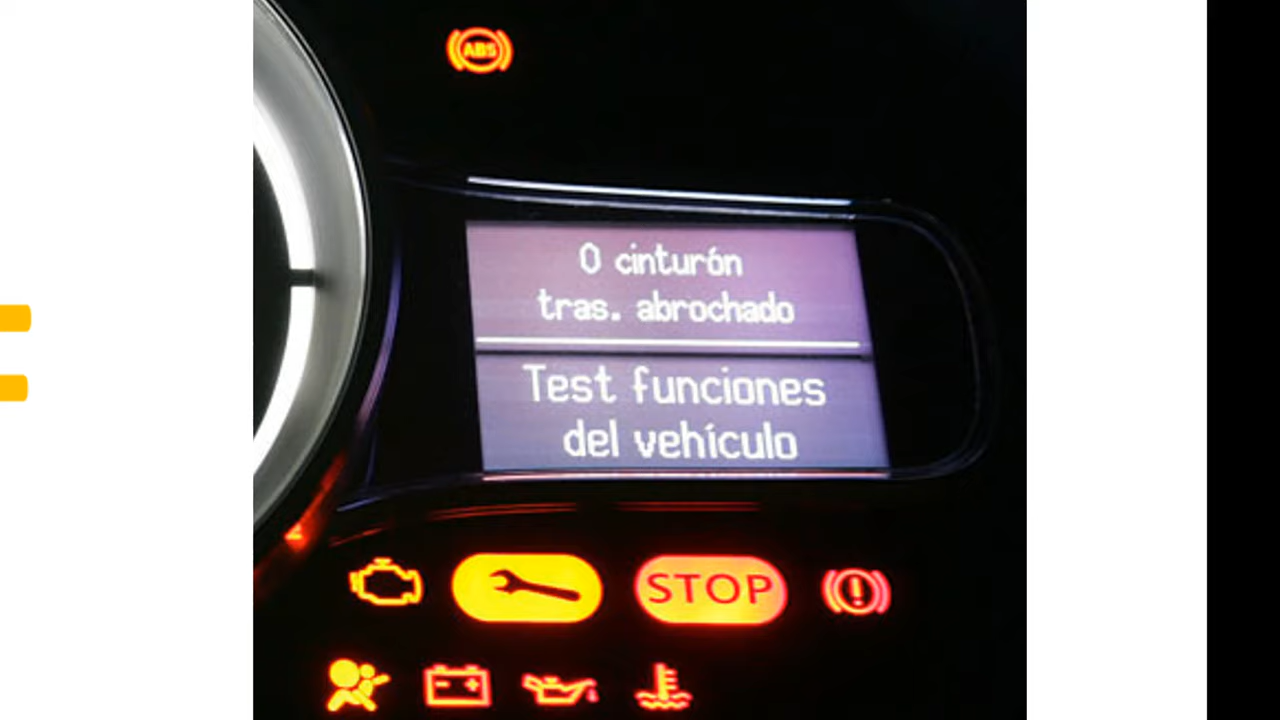 ABS
0 cinturón
tras. abrochado
Test funciones
del vehículo
STOP